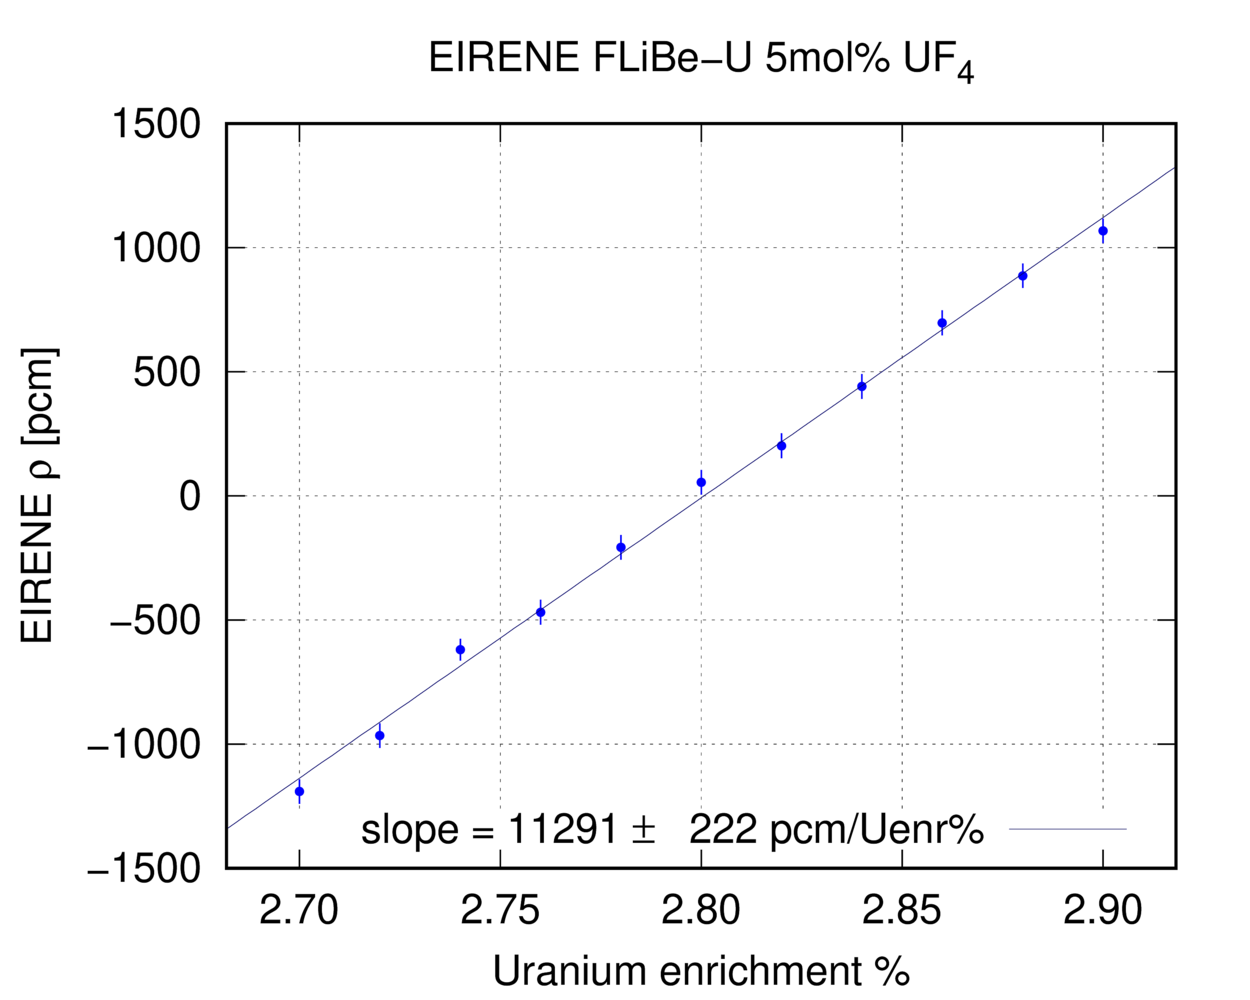 EIRENE FLiBe−U 5mol% UF₄
1500
1000
500
0
−500
−1000
−1500
EIRENE ρ [pcm]
slope = 11291 ± 222 pcm/Uenr%
2.70 2.75 2.80 2.85 2.90
Uranium enrichment %